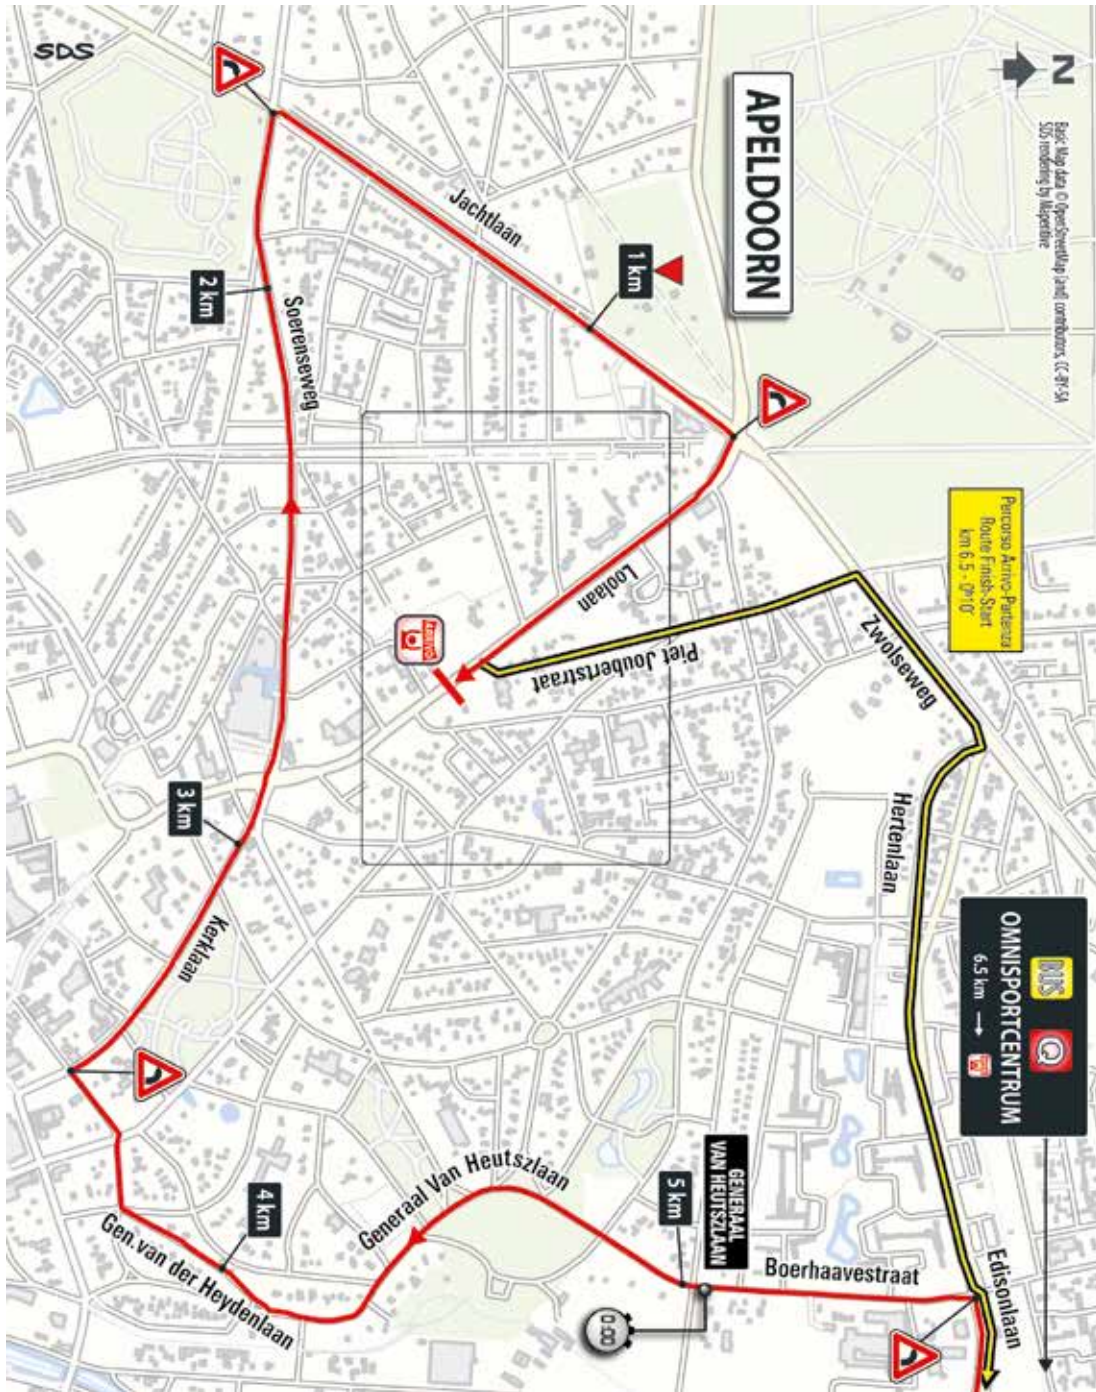 N
Basic Map data © OpenStreetMap (and) contributors, CC-BY-SA
SDS rendering by Maperitive
APELDOORN
SDS
Jachtlaan
1 km
2 km
Soerenseweg
Percorso Arrivo-Partenza
Route Finish-Start
km 6.5 - 0h10'
Loolaan
ARRIVO
Piet Joubertstraat
Zwolseweg
Hertenlaan
3 km
Kerklaan
BUS
Q
OMNISPORTCENTRUM
6.5 km →
4 km
Gen. van der Heydenlaan
Generaal Van Heutszlaan
5 km
GENERAAL
VAN HEUTSZLAAN
Boerhaavestraat
Edisonlaan
0:00